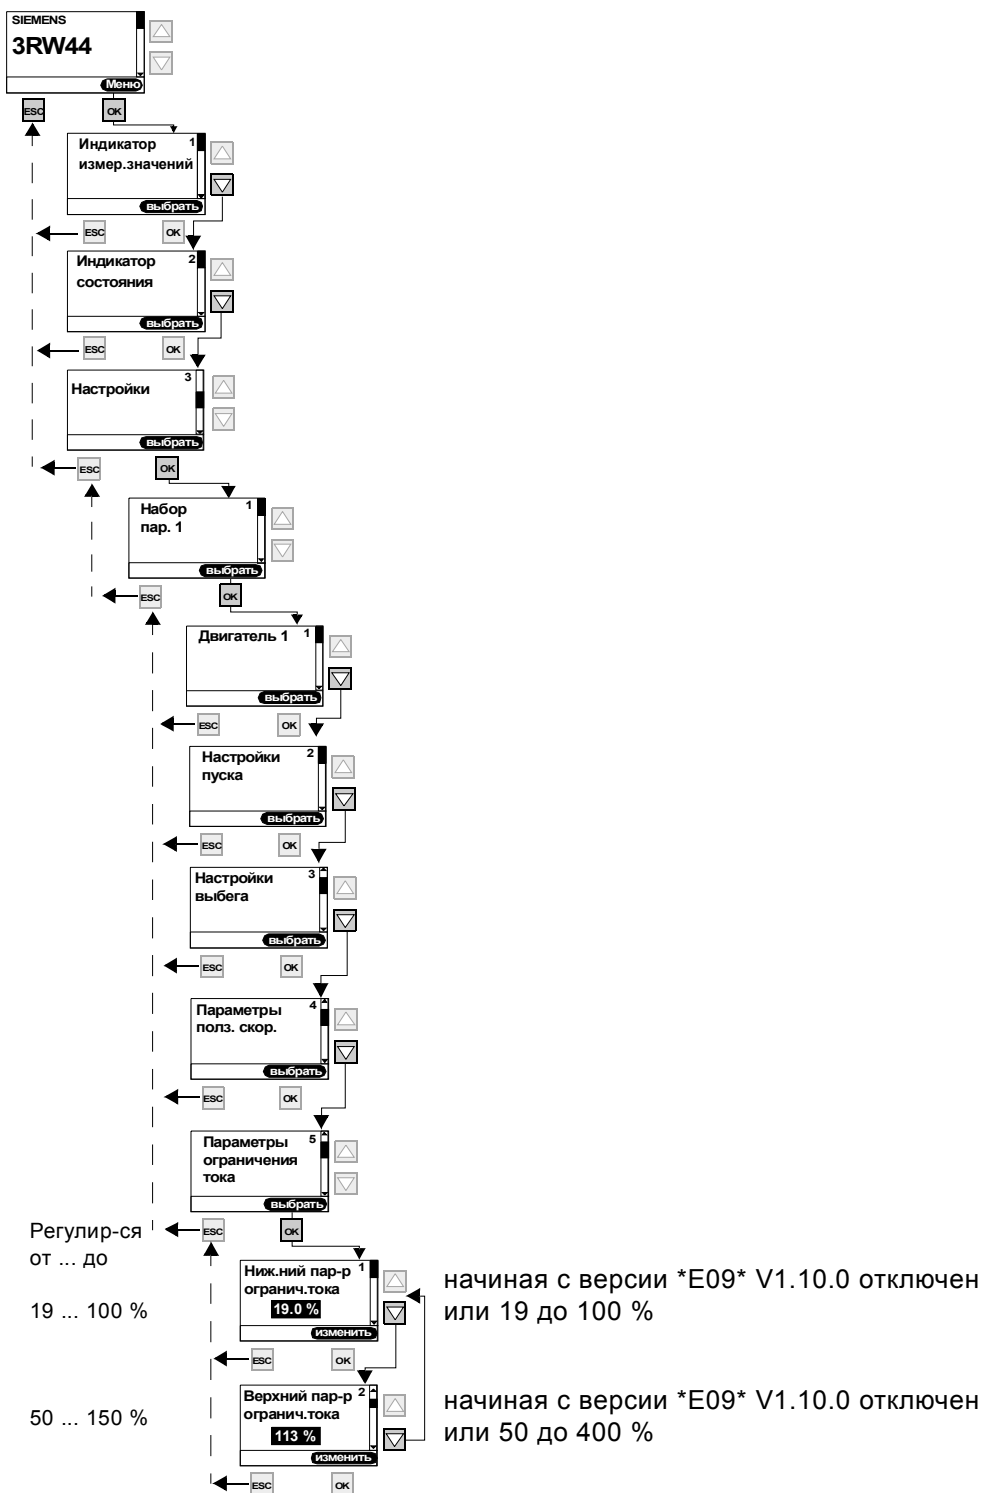 SIEMENS
3RW44
Меню
ESC
OK
Индикатор 1
измер.значений
выбрать
ESC
OK
Индикатор 2
состояния
выбрать
ESC
OK
3
Настройки
выбрать
ESC
OK
Набор 1
пар. 1
выбрать
ESC
OK
Двигатель 1 1
выбрать
ESC
OK
Настройки 2
пуска
выбрать
ESC
OK
Настройки 3
выбега
выбрать
ESC
OK
Параметры 4
полз. скор.
выбрать
ESC
OK
Параметры 5
ограничения
тока
выбрать
Регулир-ся
от ... до
ESC
OK
Ниж.ний пар-р 1
огранич.тока
19.0 %
изменить
19 ... 100 %
начиная с версии *E09* V1.10.0 отключен
или 19 до 100 %
ESC
OK
Верхний пар-р 2
огранич.тока
113 %
изменить
50 ... 150 %
начиная с версии *E09* V1.10.0 отключен
или 50 до 400 %
ESC
OK